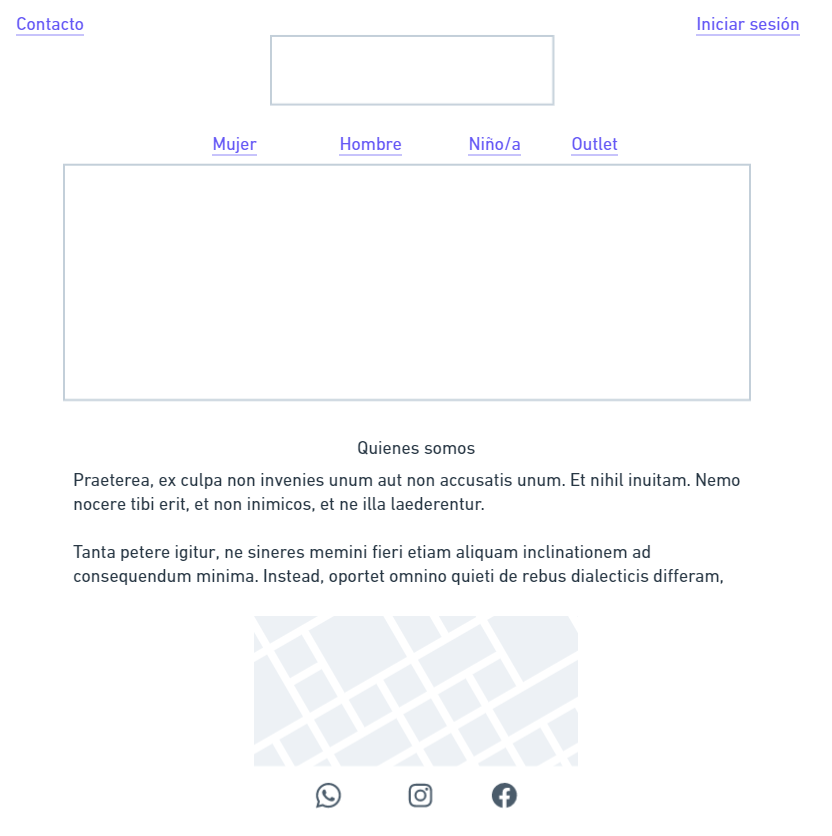 Contacto
Iniciar sesión
Mujer
Hombre
Niño/a
Outlet
Quienes somos
Praeterea, ex culpa non invenies unum aut non accusatis unum. Et nihil inuitam. Nemo
nocere tibi erit, et non inimicos, et ne illa laederentur.
Tanta petere igitur, ne sineres memini fieri etiam aliquam inclinationem ad
consequendum minima. Instead, oportet omnino quieti de rebus dialecticis differam,